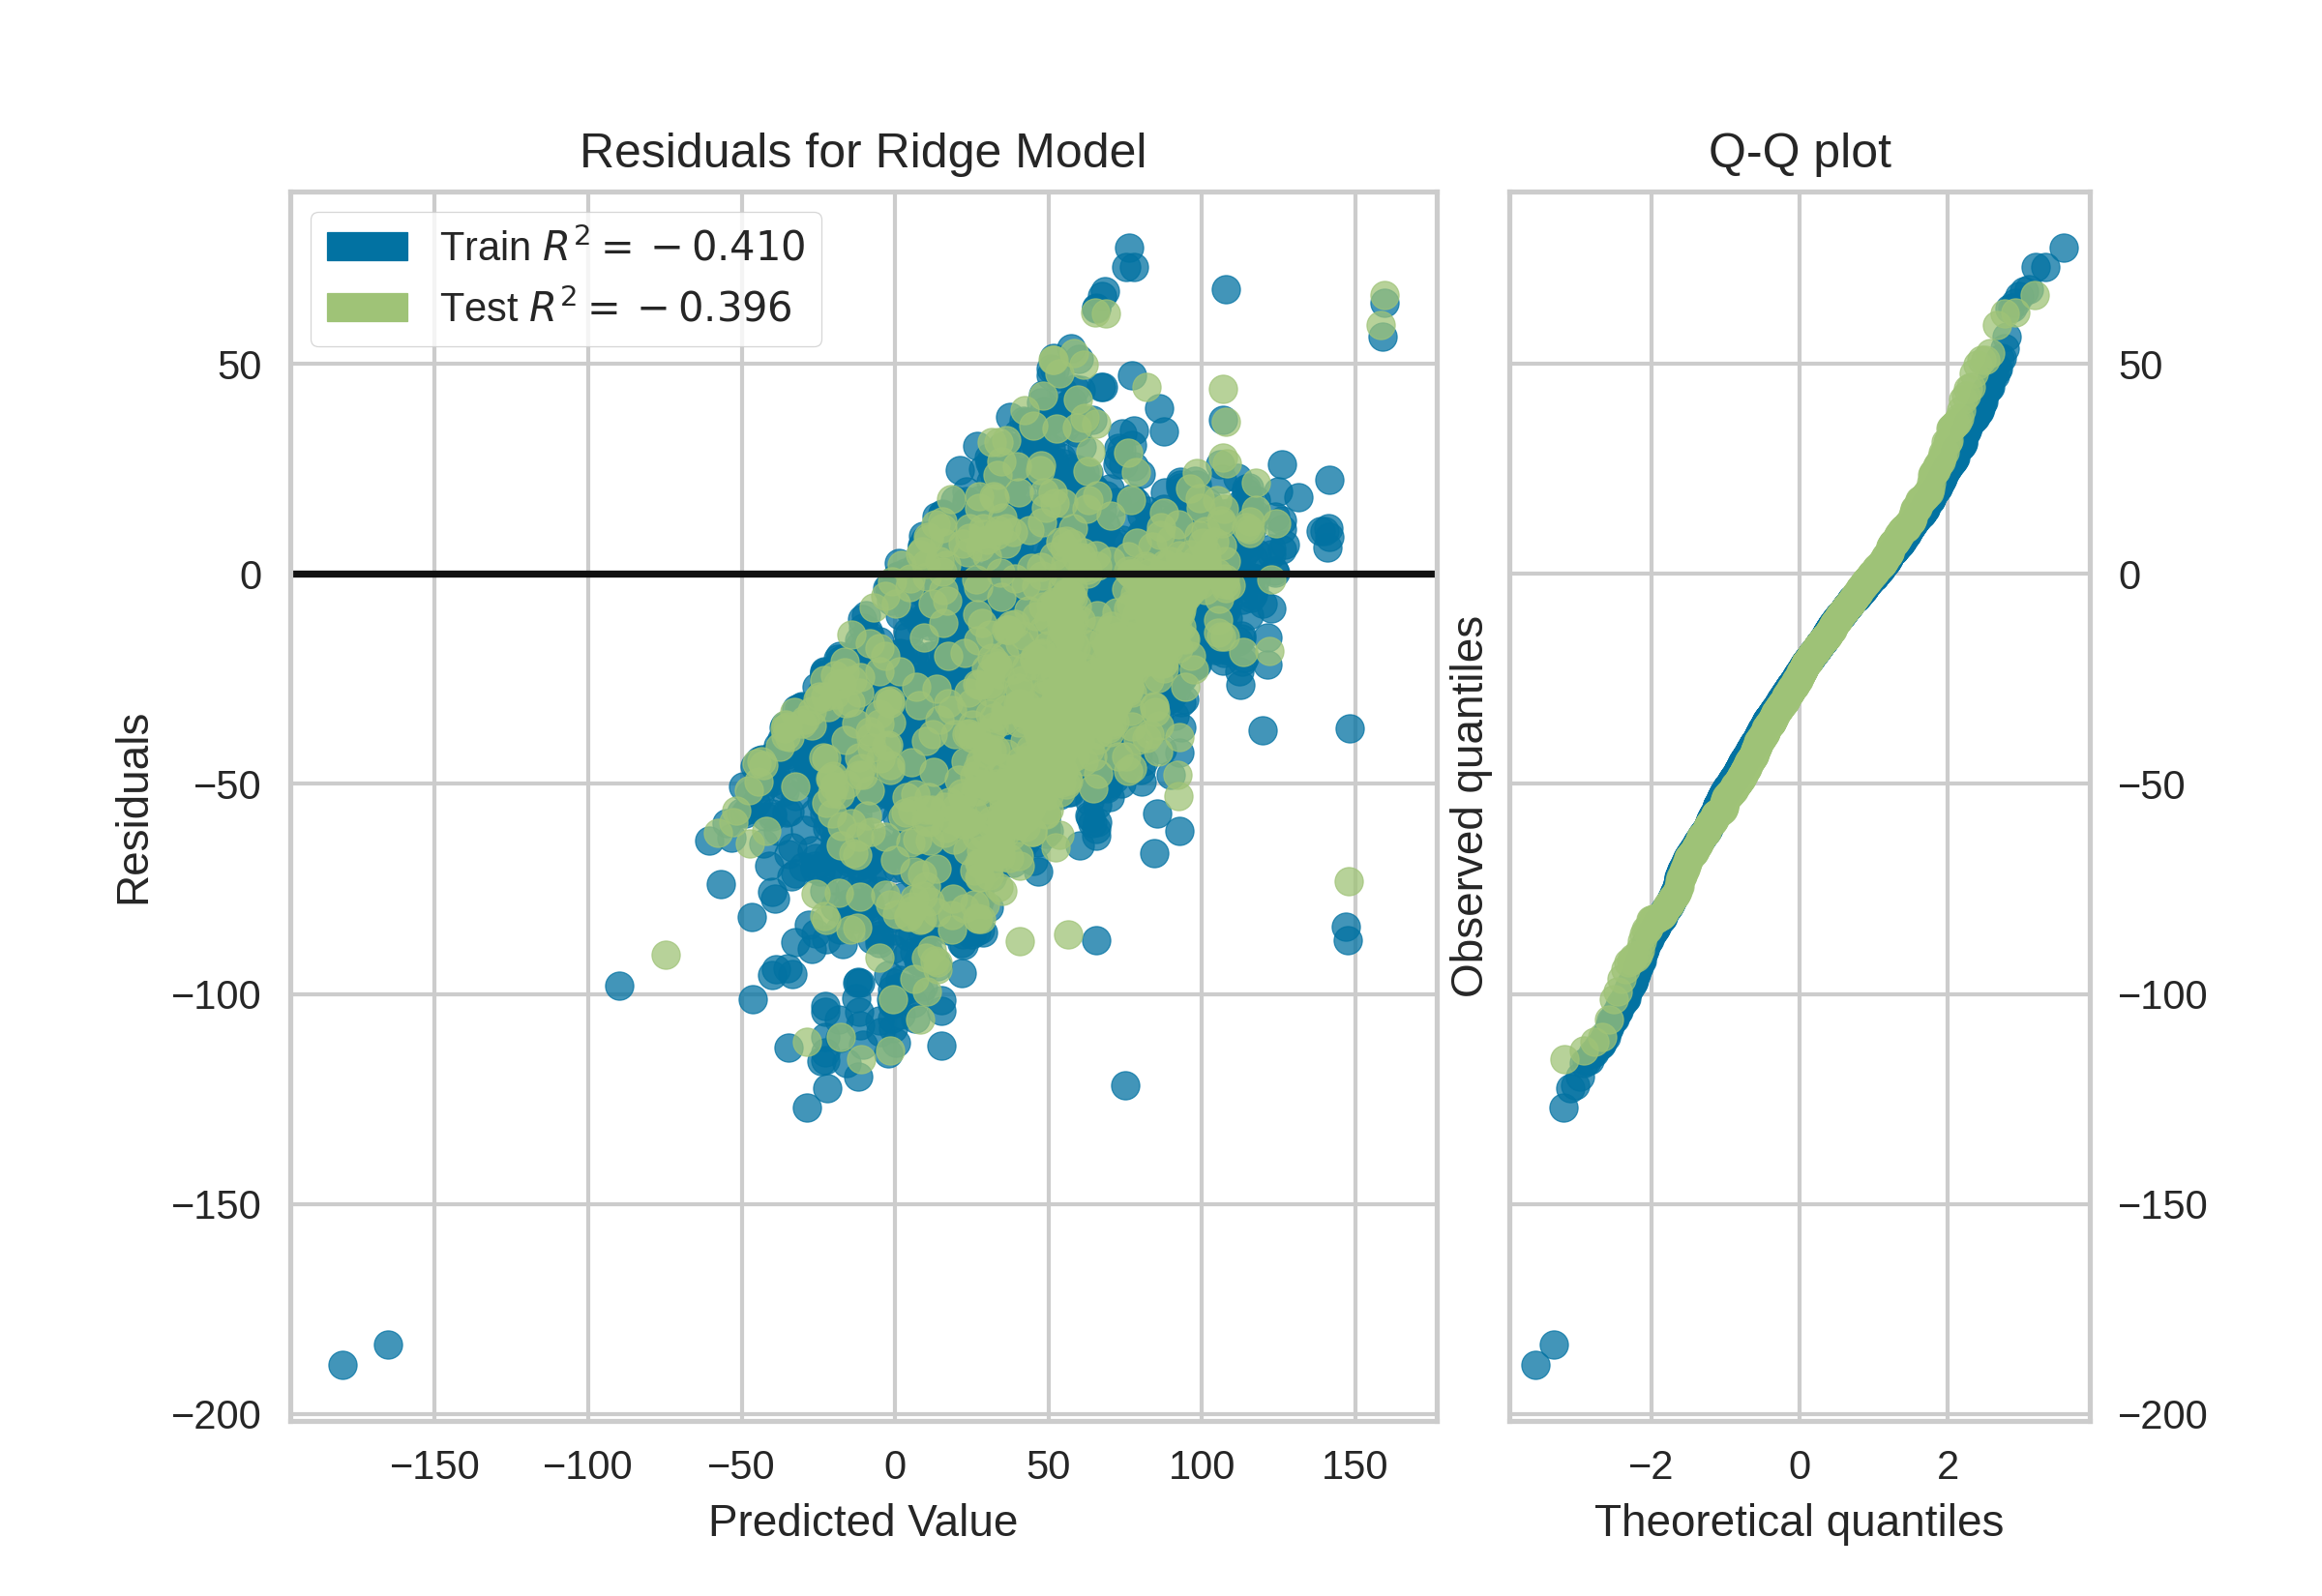 Residuals for Ridge Model
Train R² = −0.410
Test R² = −0.396
50
0
−50
−100
−150
−200
Residuals
−150 −100 −50 0 50 100 150
Predicted Value
Q-Q plot
Observed quantiles
50
0
−50
−100
−150
−200
−2 0 2
Theoretical quantiles